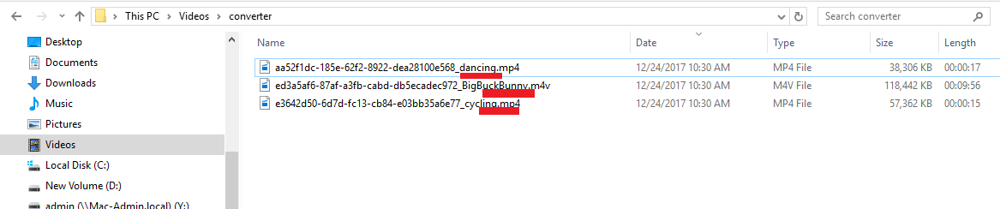 This PC > Videos > converter
Search converter
Desktop
Documents
Downloads
Music
Pictures
Videos
Local Disk (C:)
New Volume (D:)
admin (\\Mac-Admin.local) (Y:)
Name Date Type Size Length
aa52f1dc-185e-62f2-8922-dea28100e568_dancing.mp4 12/24/2017 10:30 AM MP4 File 38,306 KB 00:00:17
ed3a5af6-87af-a3fb-cabd-db5ecadec972_BigBuckBunny.m4v 12/24/2017 10:30 AM M4V File 118,442 KB 00:09:56
e3642d50-6d7d-fc13-cb84-e03bb35a6e77_cycling.mp4 12/24/2017 10:30 AM MP4 File 57,362 KB 00:00:15